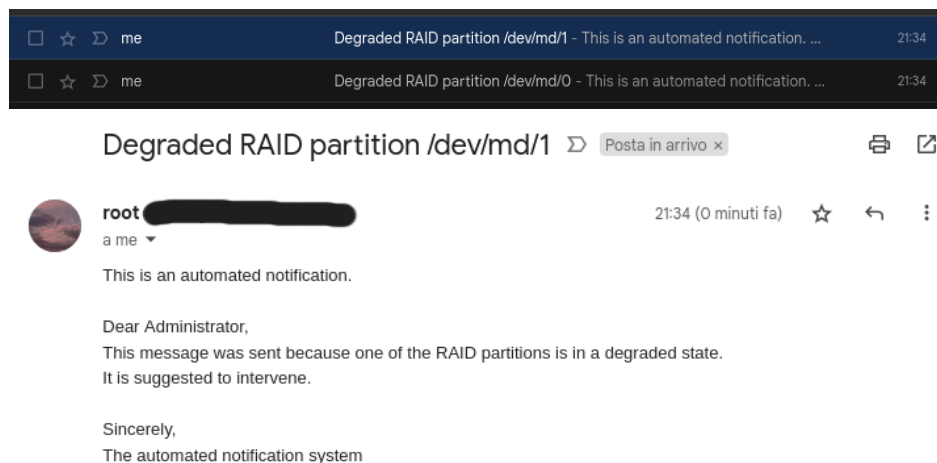 me Degraded RAID partition /dev/md/1 - This is an automated notification. ... 21:34
me Degraded RAID partition /dev/md/0 - This is an automated notification. ... 21:34
Degraded RAID partition /dev/md/1 Posta in arrivo ×
root 21:34 (0 minuti fa)
a me
This is an automated notification.
Dear Administrator,
This message was sent because one of the RAID partitions is in a degraded state.
It is suggested to intervene.
Sincerely,
The automated notification system